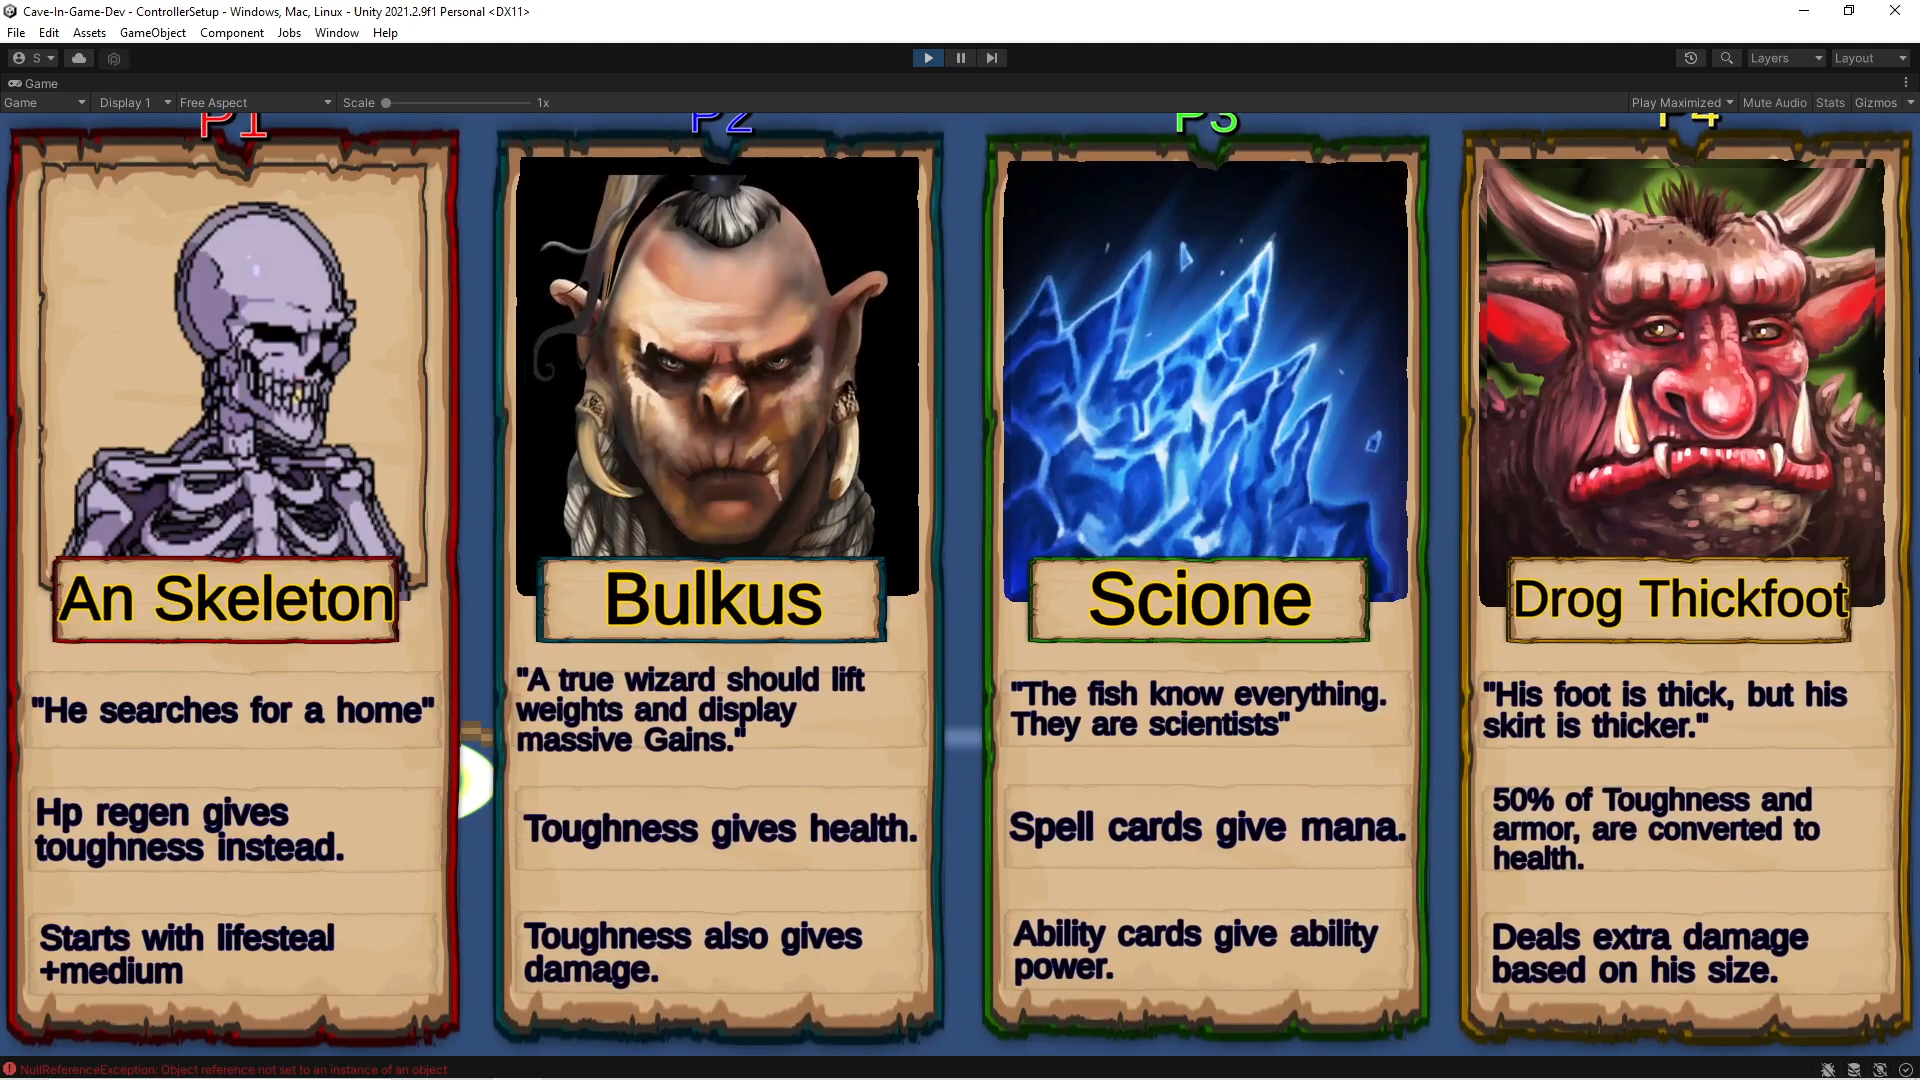 Cave-In-Game-Dev - ControllerSetup - Windows, Mac, Linux - Unity 2021.2.9f1 Personal <DX11>
File Edit Assets GameObject Component Jobs Window Help
S Layers Layout
Game
Game Display 1 Free Aspect Scale 1x Play Maximized Mute Audio Stats Gizmos
P1 P2 P3 P4
An Skeleton
"He searches for a home"
Hp regen gives
toughness instead.
Starts with lifesteal
+medium
Bulkus
"A true wizard should lift
weights and display
massive Gains."
Toughness gives health.
Toughness also gives
damage.
Scione
"The fish know everything.
They are scientists"
Spell cards give mana.
Ability cards give ability
power.
Drog Thickfoot
"His foot is thick, but his
skirt is thicker."
50% of Toughness and
armor, are converted to
health.
Deals extra damage
based on his size.
NullReferenceException: Object reference not set to an instance of an object